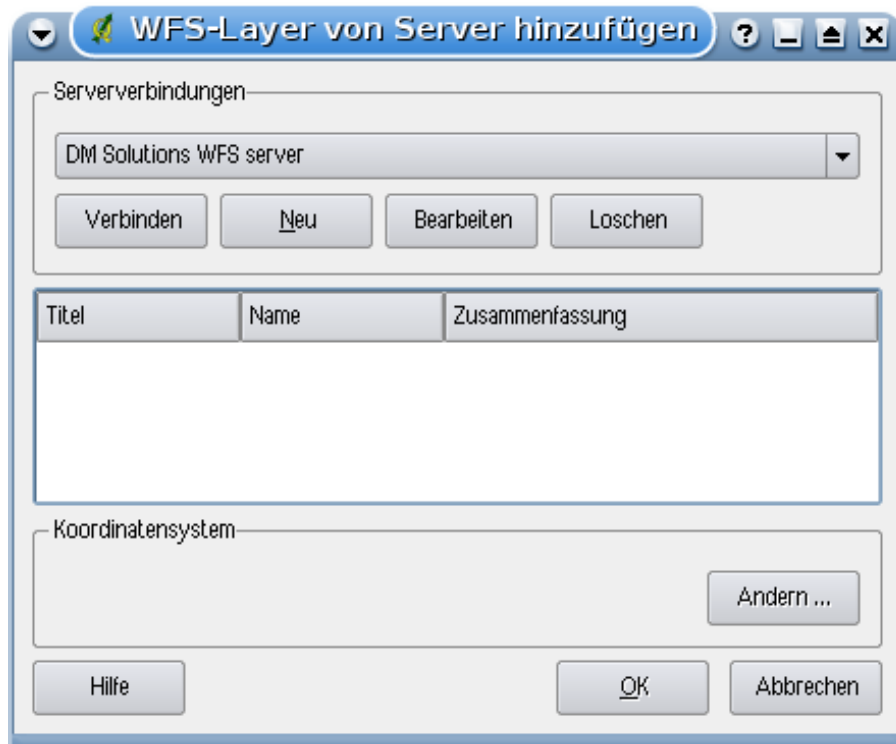 WFS-Layer von Server hinzufügen
Serververbindungen
DM Solutions WFS server
Verbinden Neu Bearbeiten Loschen
Titel Name Zusammenfassung
Koordinatensystem
Andern ...
Hilfe OK Abbrechen